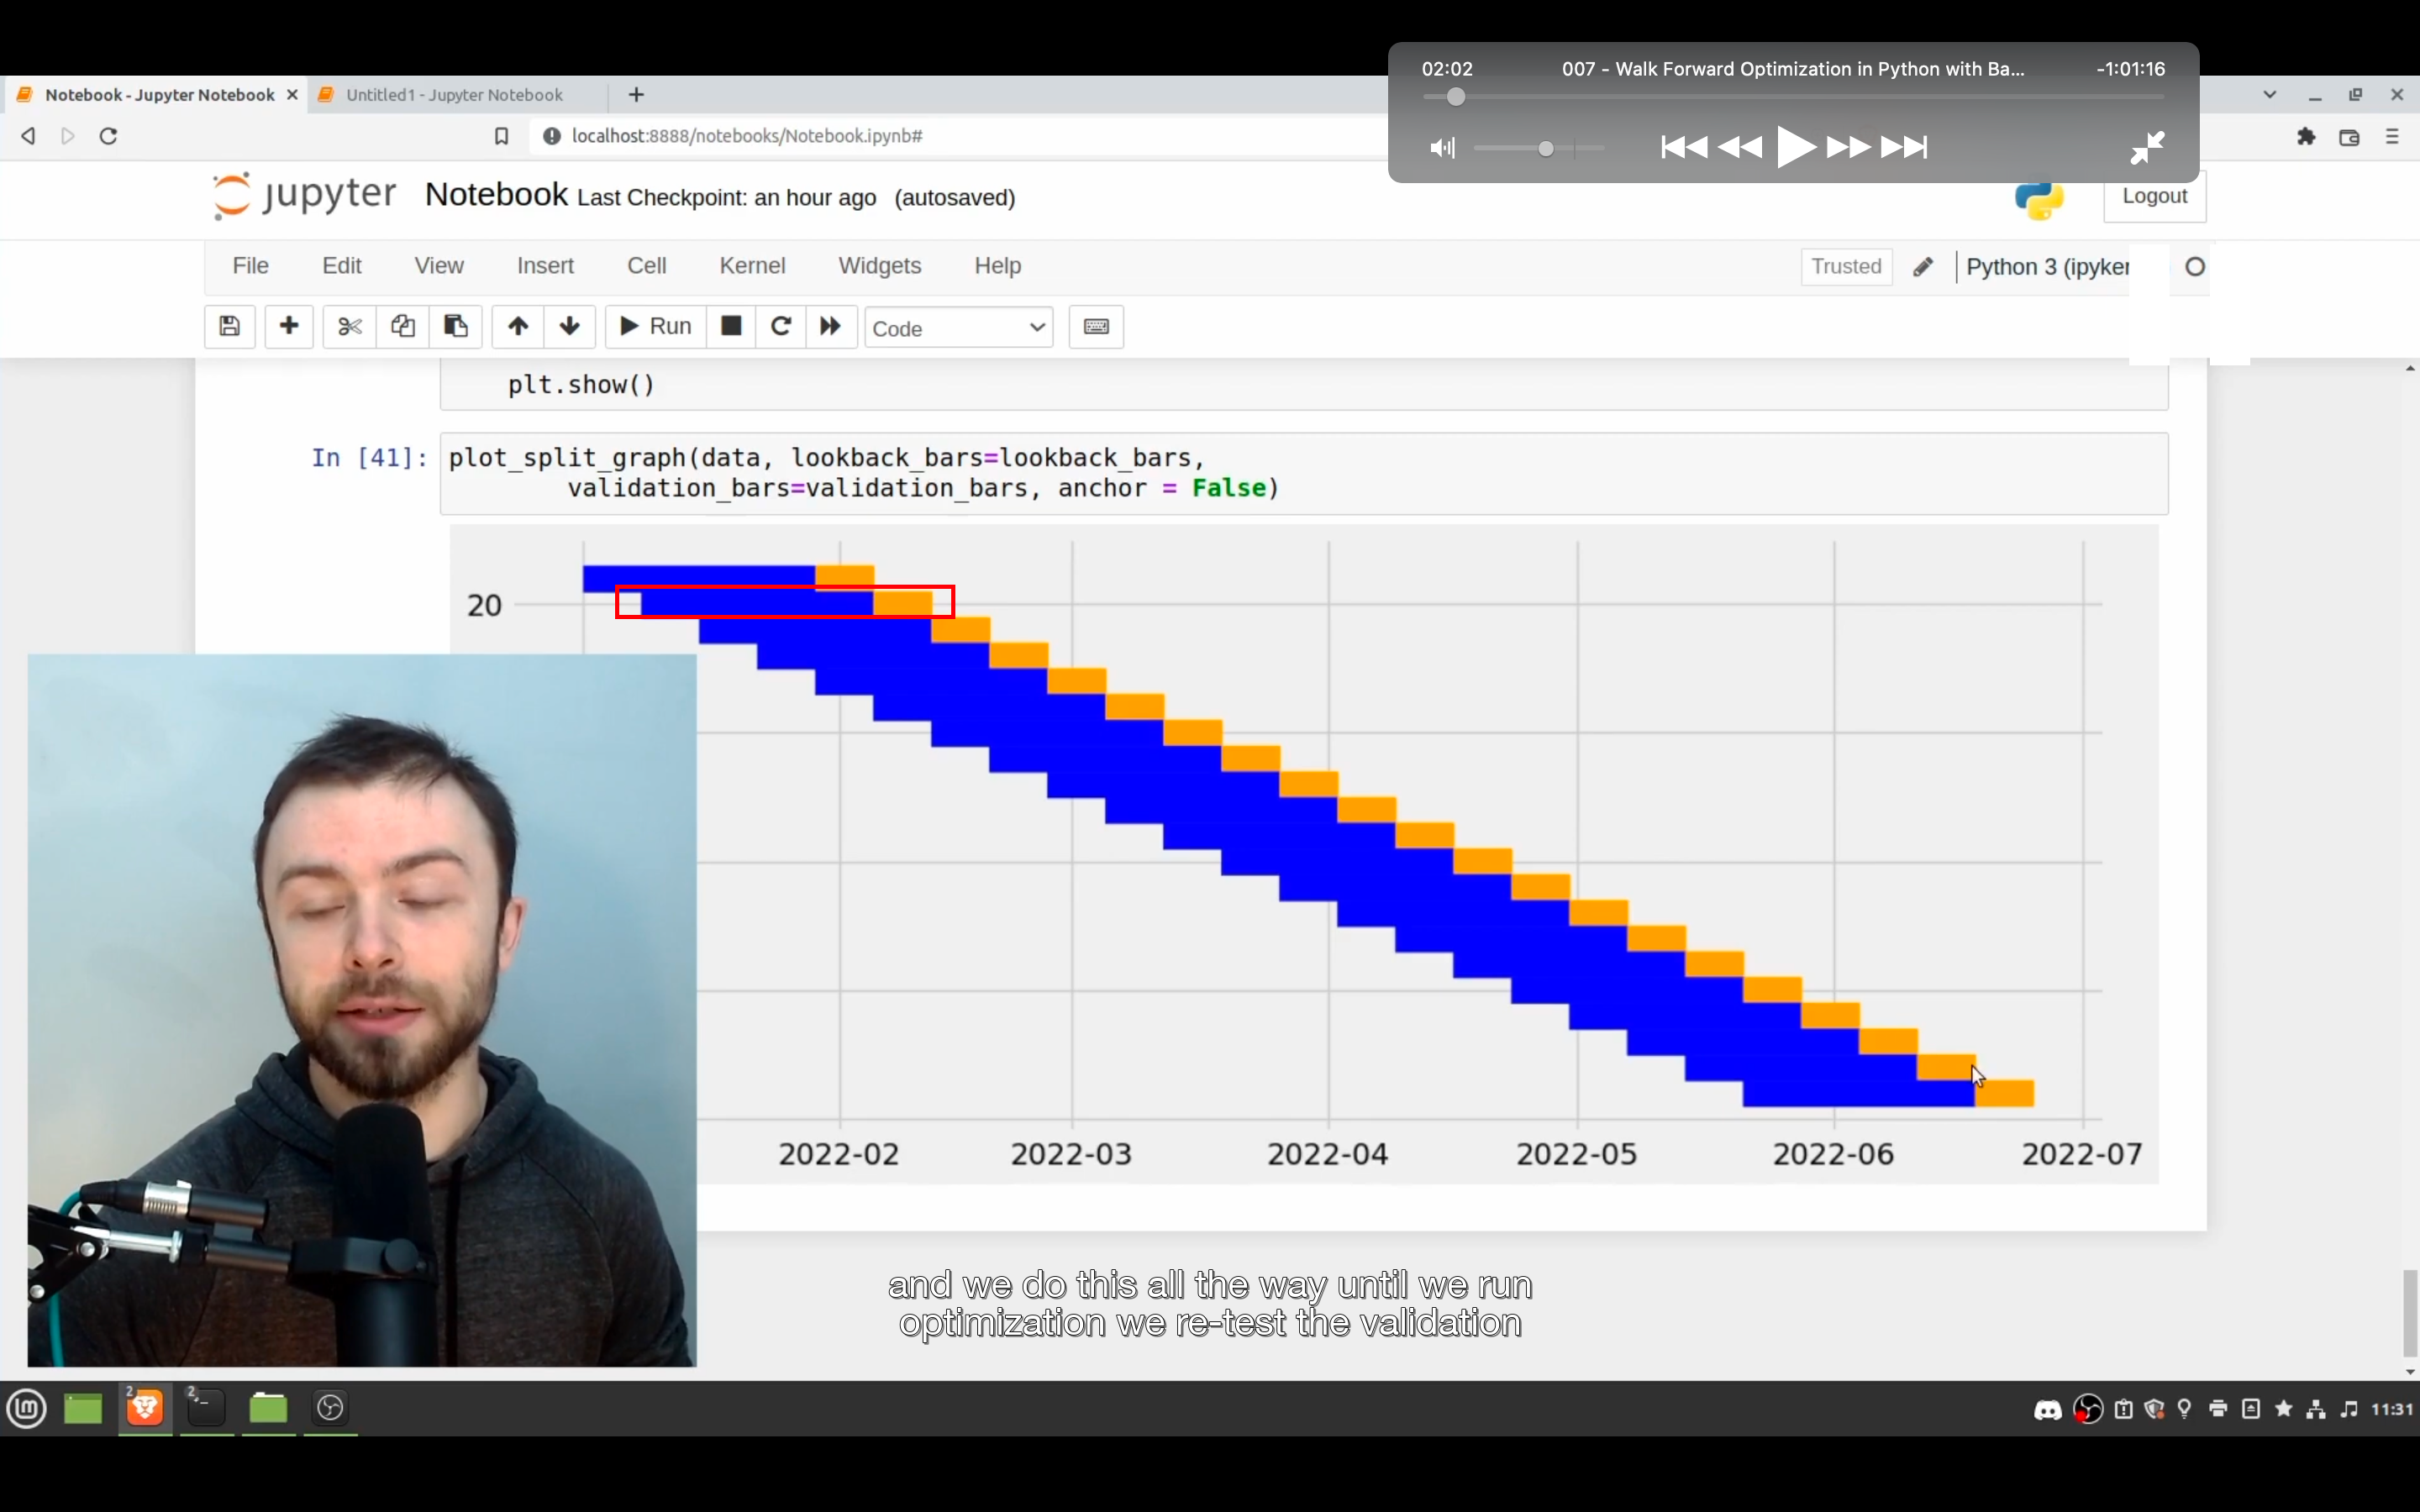 02:02
007 - Walk Forward Optimization in Python with Ba...
-1:01:16
Notebook - Jupyter Notebook
Untitled1 - Jupyter Notebook
localhost:8888/notebooks/Notebook.ipynb#
jupyter
Notebook Last Checkpoint: an hour ago (autosaved)
Logout
File Edit View Insert Cell Kernel Widgets Help
Trusted
Python 3 (ipyker
Run
Code
plt.show()
In [41]:
plot_split_graph(data, lookback_bars=lookback_bars,
validation_bars=validation_bars, anchor = False)
20
2022-02 2022-03 2022-04 2022-05 2022-06 2022-07
and we do this all the way until we run
optimization we re-test the validation
2
2
11:31